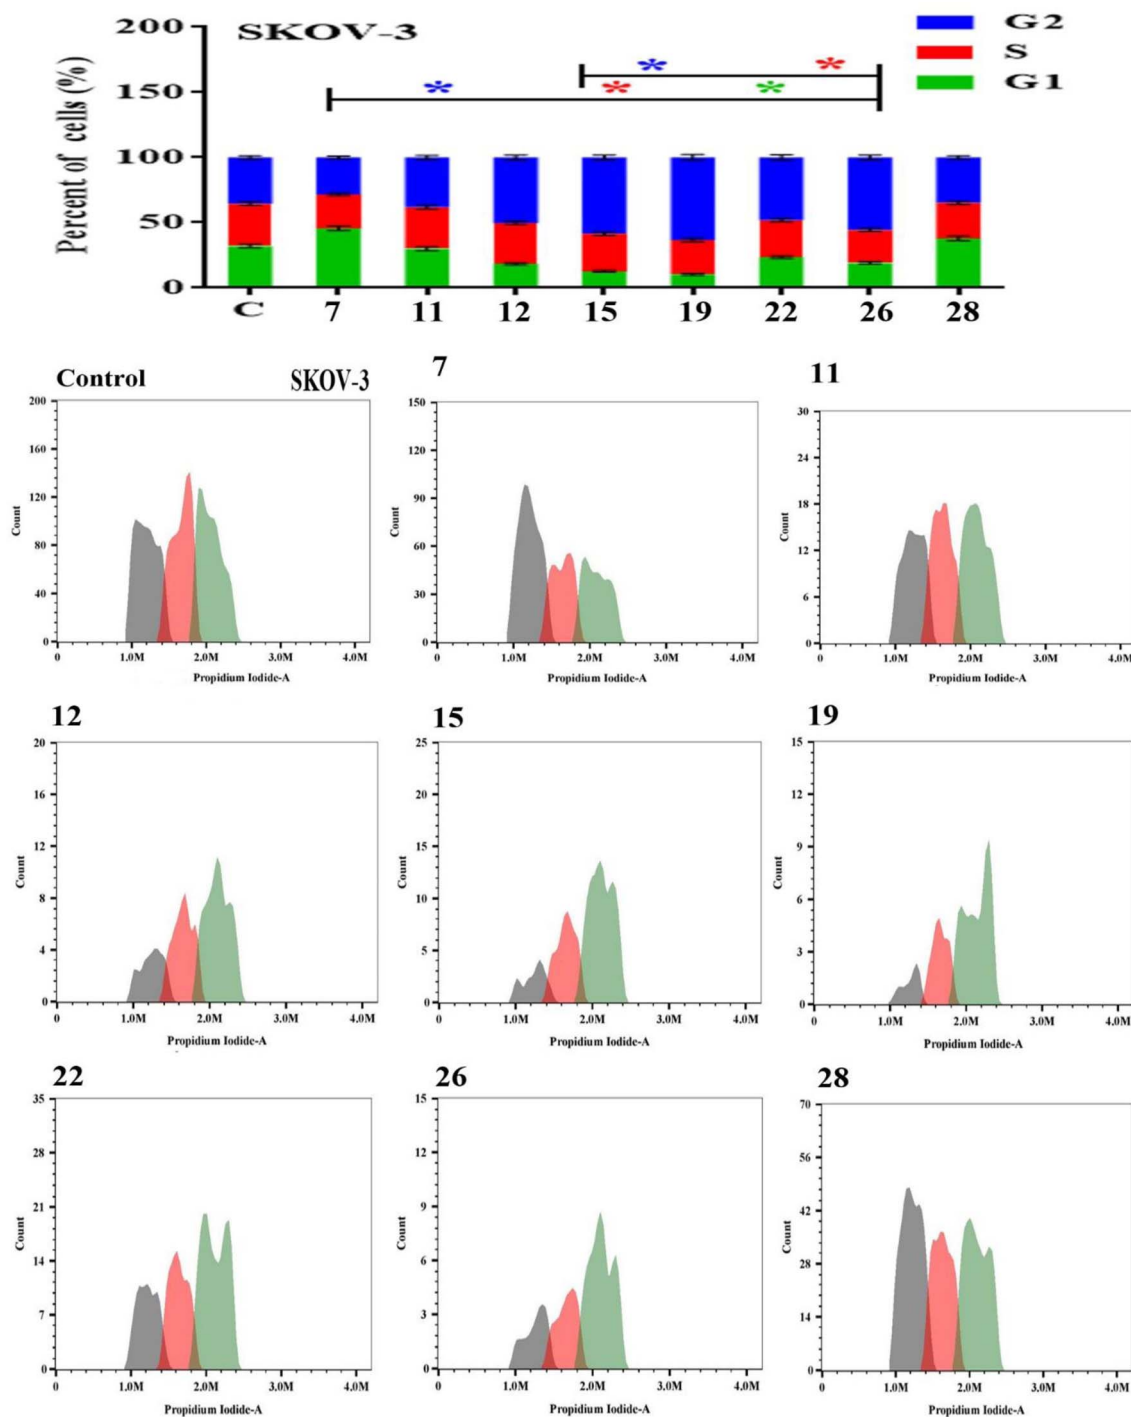 SKOV-3
G2
S
G1
* *
* * *
Percent of cells (%)
200
150
100
50
0
C 7 11 12 15 19 22 26 28
Control SKOV-3
200
160
120
80
40
0
Count
0 1.0M 2.0M 3.0M 4.0M
Propidium Iodide-A
7
150
120
90
60
30
0
Count
0 1.0M 2.0M 3.0M 4.0M
Propidium Iodide-A
11
30
24
18
12
6
0
Count
0 1.0M 2.0M 3.0M 4.0M
Propidium Iodide-A
12
20
16
12
8
4
0
Count
0 1.0M 2.0M 3.0M 4.0M
Propidium Iodide-A
15
25
20
15
10
5
0
Count
0 1.0M 2.0M 3.0M 4.0M
Propidium Iodide-A
19
15
12
9
6
3
0
Count
0 1.0M 2.0M 3.0M 4.0M
Propidium Iodide-A
22
35
28
21
14
7
0
Count
0 1.0M 2.0M 3.0M 4.0M
Propidium Iodide-A
26
15
12
9
6
3
0
Count
0 1.0M 2.0M 3.0M 4.0M
Propidium Iodide-A
28
70
56
42
28
14
0
Count
0 1.0M 2.0M 3.0M 4.0M
Propidium Iodide-A